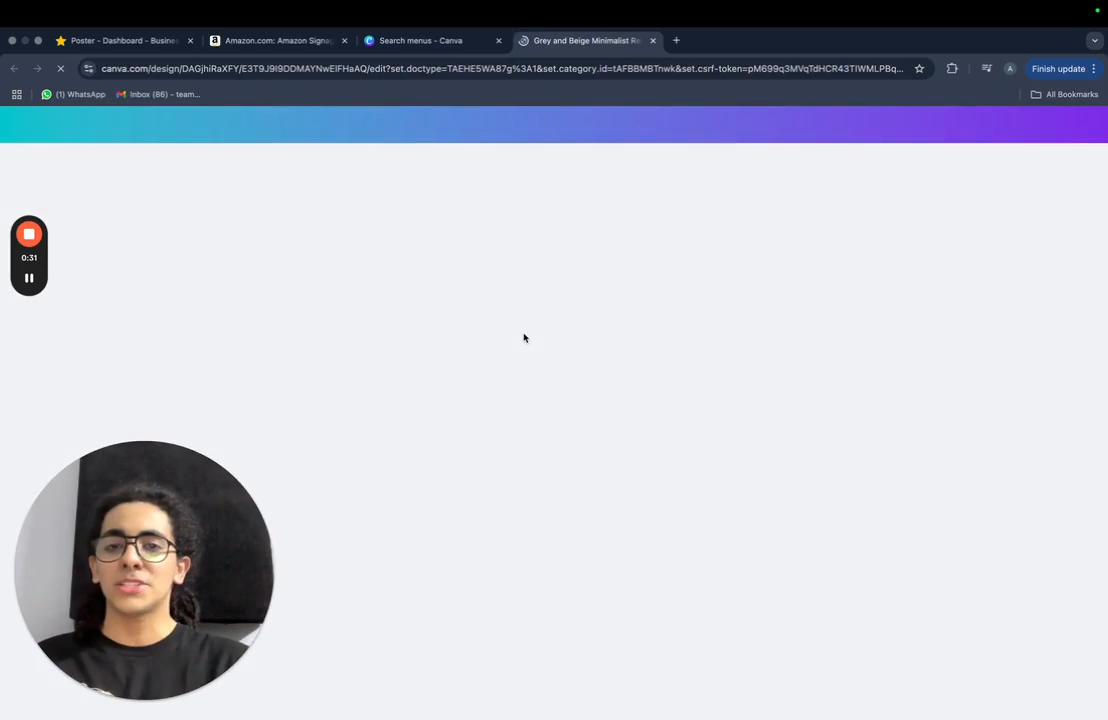 Poster - Dashboard - Busine
Amazon.com: Amazon Signag
Search menus - Canva
Grey and Beige Minimalist Re
canva.com/design/DAGjhiRaXFY/E3T9J9I9DDMAYNwEIFHaAQ/edit?set.doctype=TAEHE5WA87g%3A1&set.category.id=tAFBBMBTnwk&set.csrf-token=pM699q3MVqTdHCR43TIWMLPBq...
A
Finish update
(1) WhatsApp
Inbox (86) - team...
All Bookmarks
0:31